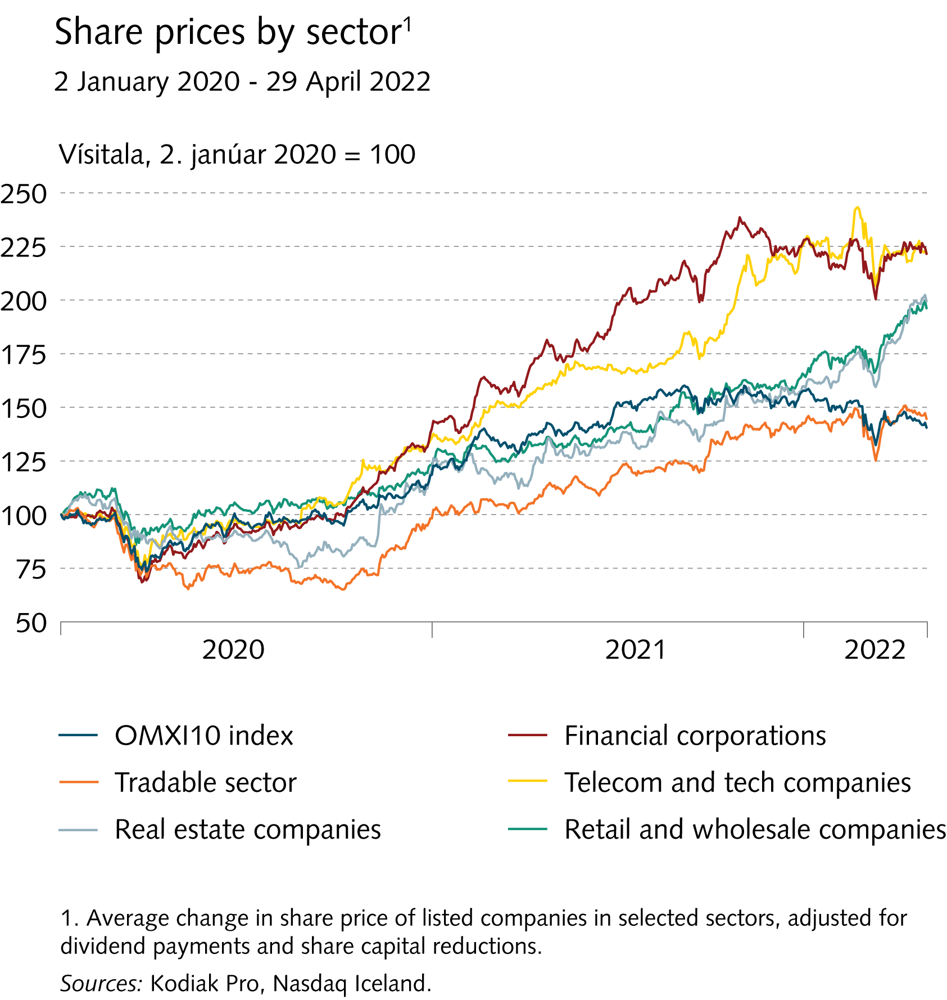 Share prices by sector¹
2 January 2020 - 29 April 2022
Vísitala, 2. janúar 2020 = 100
250
225
200
175
150
125
100
75
50
2020 2021 2022
OMXI10 index
Financial corporations
Tradable sector
Telecom and tech companies
Real estate companies
Retail and wholesale companies
1. Average change in share price of listed companies in selected sectors, adjusted for
dividend payments and share capital reductions.
Sources: Kodiak Pro, Nasdaq Iceland.